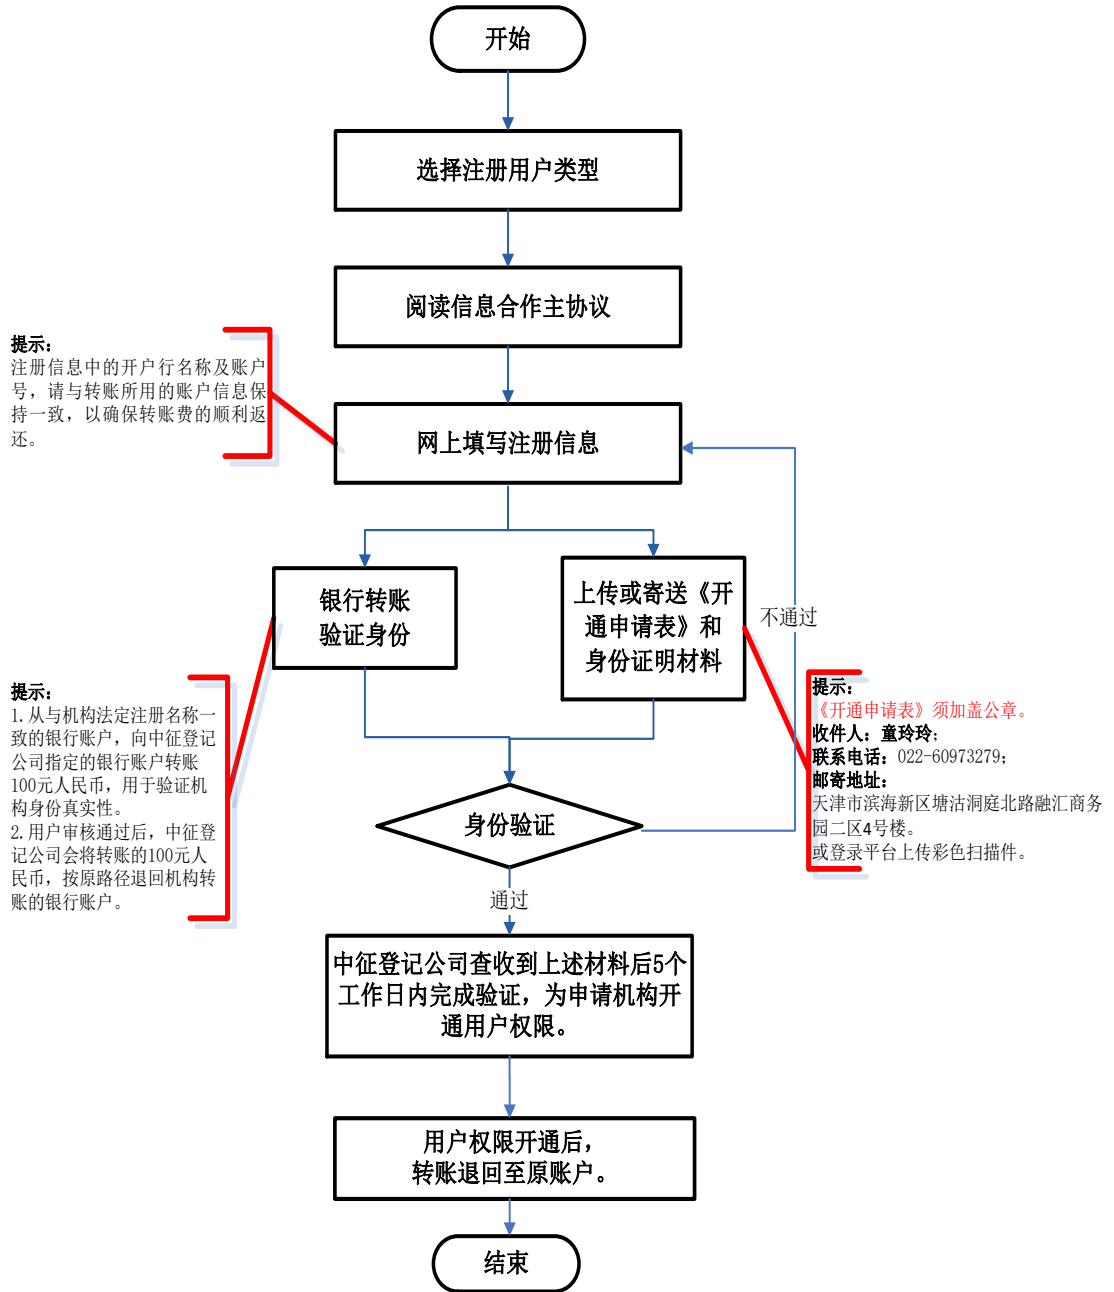 开始
选择注册用户类型
阅读信息合作主协议
提示：
注册信息中的开户行名称及账户
号，请与转账所用的账户信息保
持一致，以确保转账费的顺利返
还。
网上填写注册信息
银行转账
验证身份
上传或寄送《开
通申请表》和
身份证明材料
不通过
提示：
1.从与机构法定注册名称一
致的银行账户，向中征登记
公司指定的银行账户转账
100元人民币，用于验证机
构身份真实性。
2.用户审核通过后，中征登
记公司会将转账的100元人
民币，按原路径退回机构转
账的银行账户。
提示：
《开通申请表》须加盖公章。
收件人：童玲玲；
联系电话：022-60973279；
邮寄地址：
天津市滨海新区塘沽洞庭北路融汇商务
园二区4号楼。
或登录平台上传彩色扫描件。
身份验证
通过
中征登记公司查收到上述材料后5个
工作日内完成验证，为申请机构开
通用户权限。
用户权限开通后，
转账退回至原账户。
结束